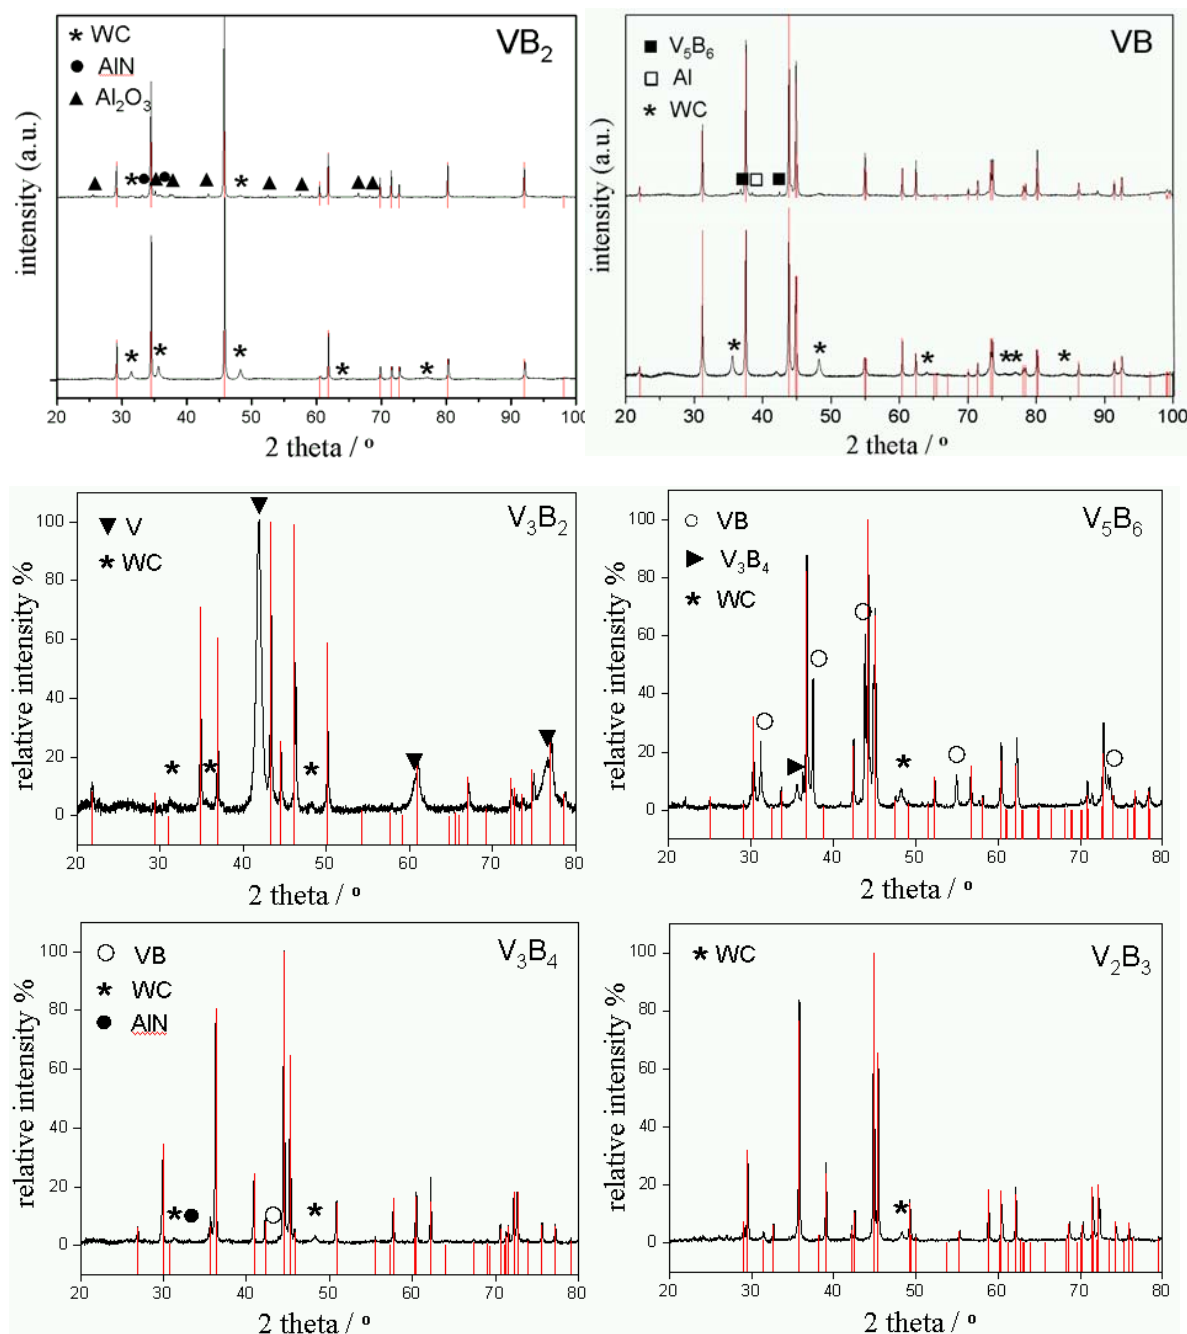 * WC
● AlN
▲ Al₂O₃
VB₂
intensity (a.u.)
20 30 40 50 60 70 80 90 100
2 theta / °
■ V₅B₆
□ Al
* WC
VB
intensity (a.u.)
20 30 40 50 60 70 80 90 100
2 theta / °
▼ V
* WC
V₃B₂
relative intensity %
100
80
60
40
20
0
20 30 40 50 60 70 80
2 theta / °
○ VB
▶ V₃B₄
* WC
V₅B₆
relative intensity %
100
80
60
40
20
0
20 30 40 50 60 70 80
2 theta / °
○ VB
* WC
● AlN
V₃B₄
relative intensity %
100
80
60
40
20
0
20 30 40 50 60 70 80
2 theta / °
* WC
V₂B₃
relative intensity %
100
80
60
40
20
0
20 30 40 50 60 70 80
2 theta / °